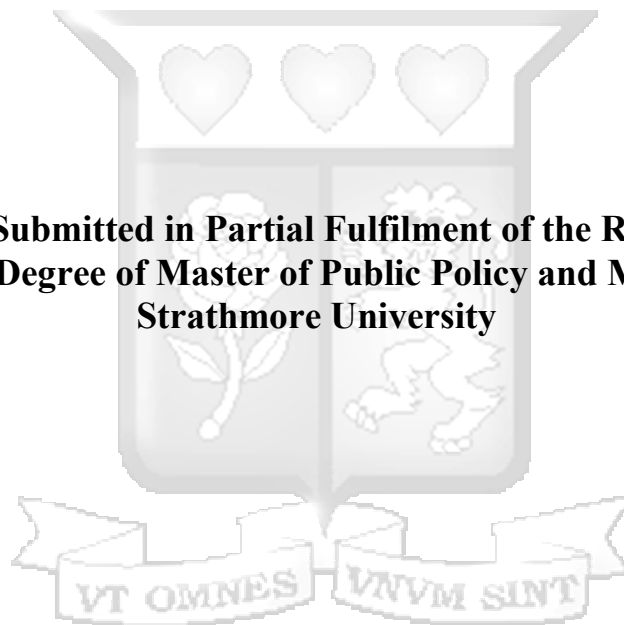 Submitted in Partial Fulfilment of the R
Degree of Master of Public Policy and M
Strathmore University
VT OMNES VNVM SINT